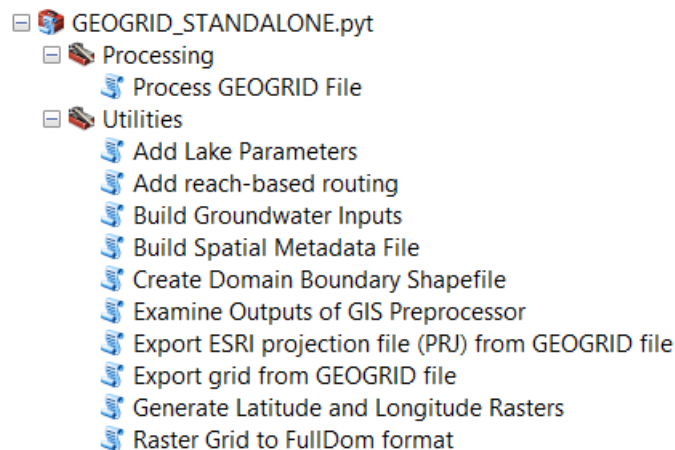 GEOGRID_STANDALONE.pyt
Processing
Process GEOGRID File
Utilities
Add Lake Parameters
Add reach-based routing
Build Groundwater Inputs
Build Spatial Metadata File
Create Domain Boundary Shapefile
Examine Outputs of GIS Preprocessor
Export ESRI projection file (PRJ) from GEOGRID file
Export grid from GEOGRID file
Generate Latitude and Longitude Rasters
Raster Grid to FullDom format